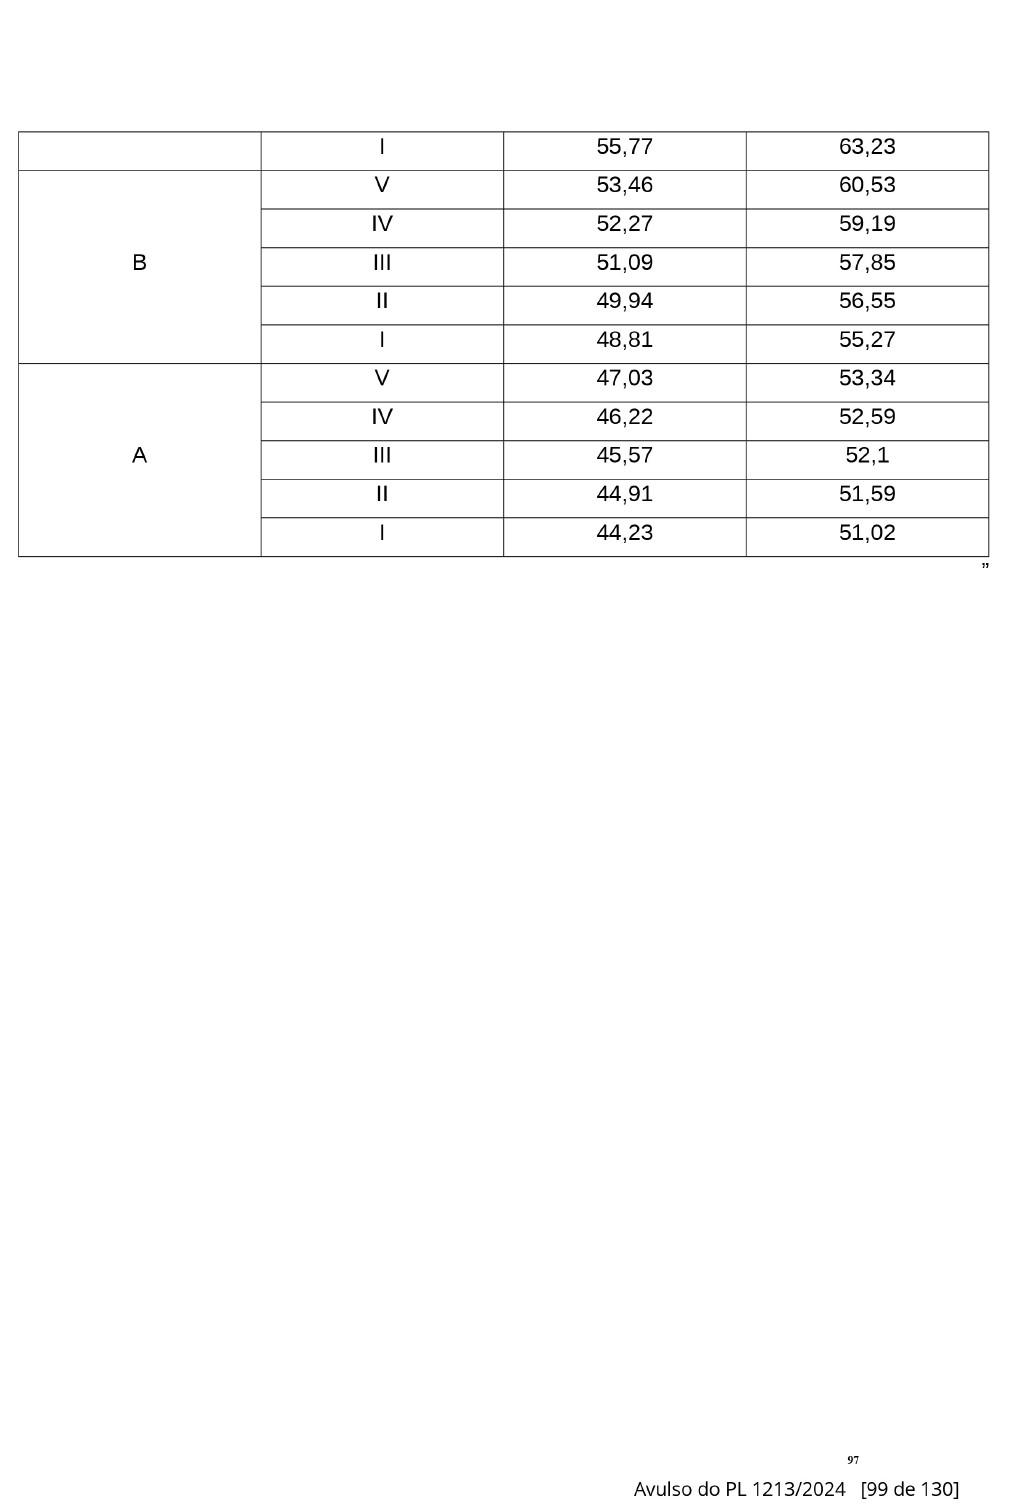 I 55,77 63,23
V 53,46 60,53
IV 52,27 59,19
B III 51,09 57,85
II 49,94 56,55
I 48,81 55,27
V 47,03 53,34
IV 46,22 52,59
A III 45,57 52,1
II 44,91 51,59
I 44,23 51,02
”
97
Avulso do PL 1213/2024 [99 de 130]